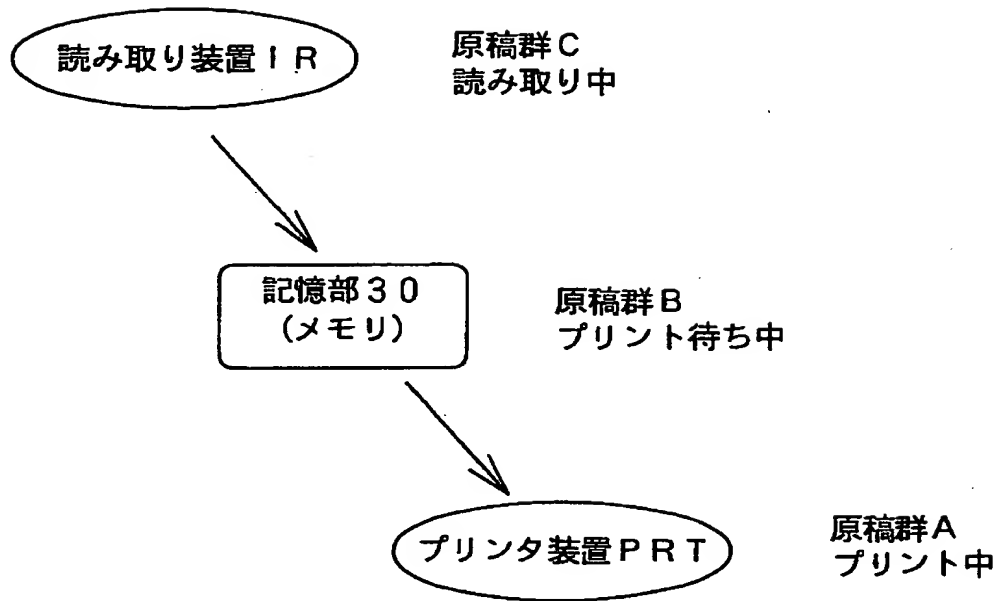 読み取り装置ＩＲ
原稿群Ｃ
読み取り中
記憶部３０
（メモリ）
原稿群Ｂ
プリント待ち中
プリンタ装置ＰＲＴ
原稿群Ａ
プリント中